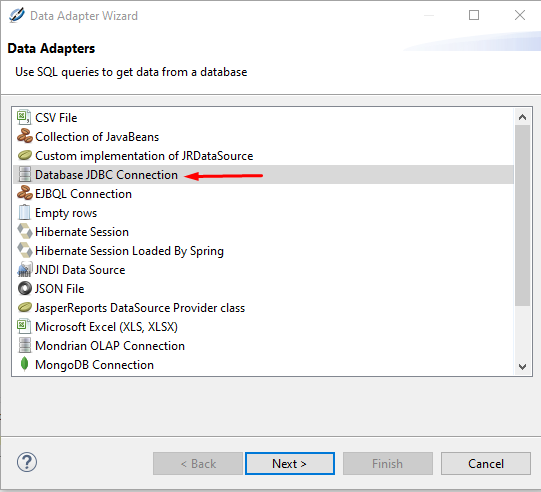 Data Adapter Wizard
Data Adapters
Use SQL queries to get data from a database
CSV File
Collection of JavaBeans
Custom implementation of JRDataSource
Database JDBC Connection
EJBQL Connection
Empty rows
Hibernate Session
Hibernate Session Loaded By Spring
JNDI Data Source
JSON File
JasperReports DataSource Provider class
Microsoft Excel (XLS, XLSX)
Mondrian OLAP Connection
MongoDB Connection
? < Back Next > Finish Cancel